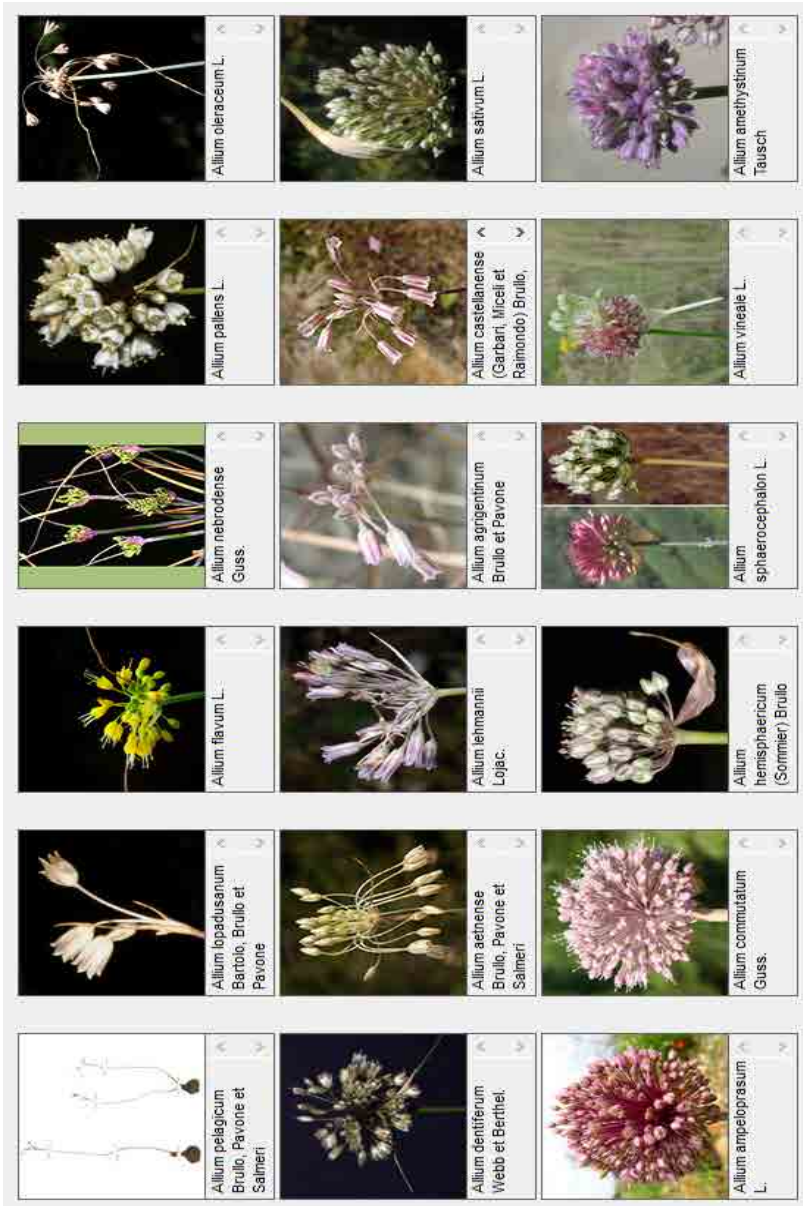 Allium pelagicum
Brullo, Pavone et
Salmeri
Allium lopadusanum
Bartolo, Brullo et
Pavone
Allium flavum L.
Allium nebrodense
Guss.
Allium pallens L.
Allium oleraceum L.
Allium dentiferum
Webb et Berthel.
Allium aetnense
Brullo, Pavone et
Salmeri
Allium lehmannii
Lojac.
Allium agrigentinum
Brullo et Pavone
Allium castellanense
(Garbari, Miceli et
Raimondo) Brullo,
Allium sativum L.
Allium ampeloprasum
L.
Allium commutatum
Guss.
Allium
hemisphaericum
(Sommier) Brullo
Allium
sphaerocephalon L.
Allium vineale L.
Allium amethystinum
Tausch